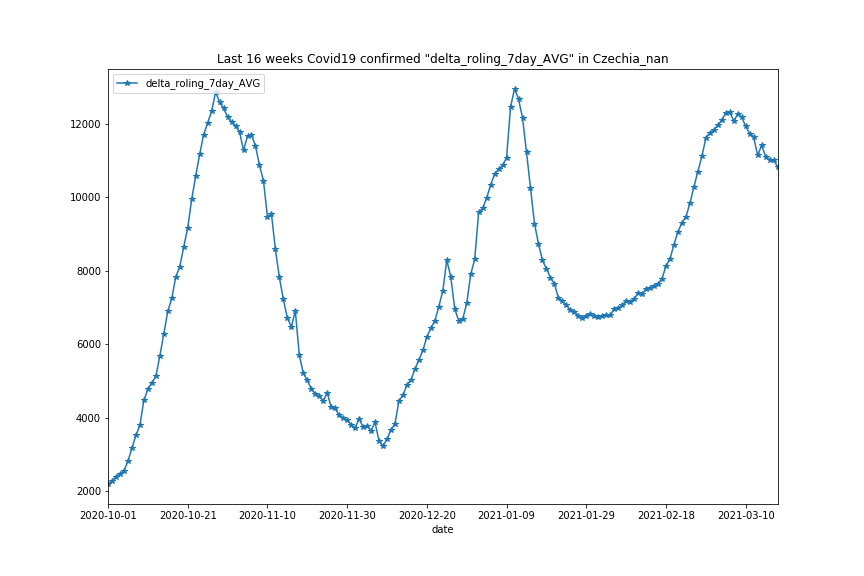 Last 16 weeks Covid19 confirmed "delta_roling_7day_AVG" in Czechia_nan
delta_roling_7day_AVG
12000
10000
8000
6000
4000
2000
2020-10-01 2020-10-21 2020-11-10 2020-11-30 2020-12-20 2021-01-09 2021-01-29 2021-02-18 2021-03-10
date